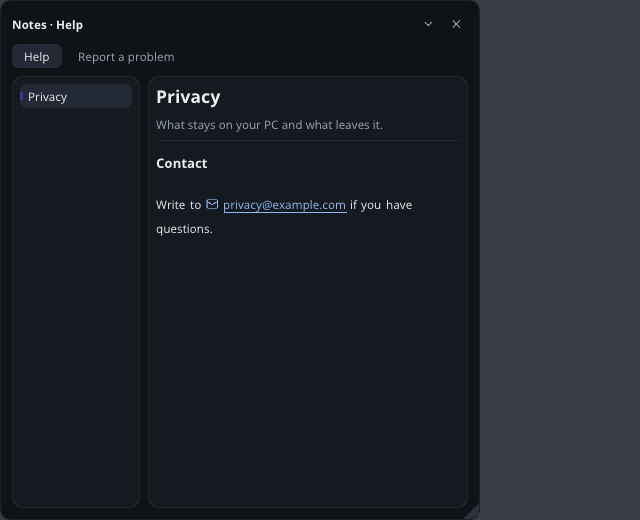 Notes · Help
Help
Report a problem
Privacy
Privacy
What stays on your PC and what leaves it.
Contact
Write to privacy@example.com if you have
questions.